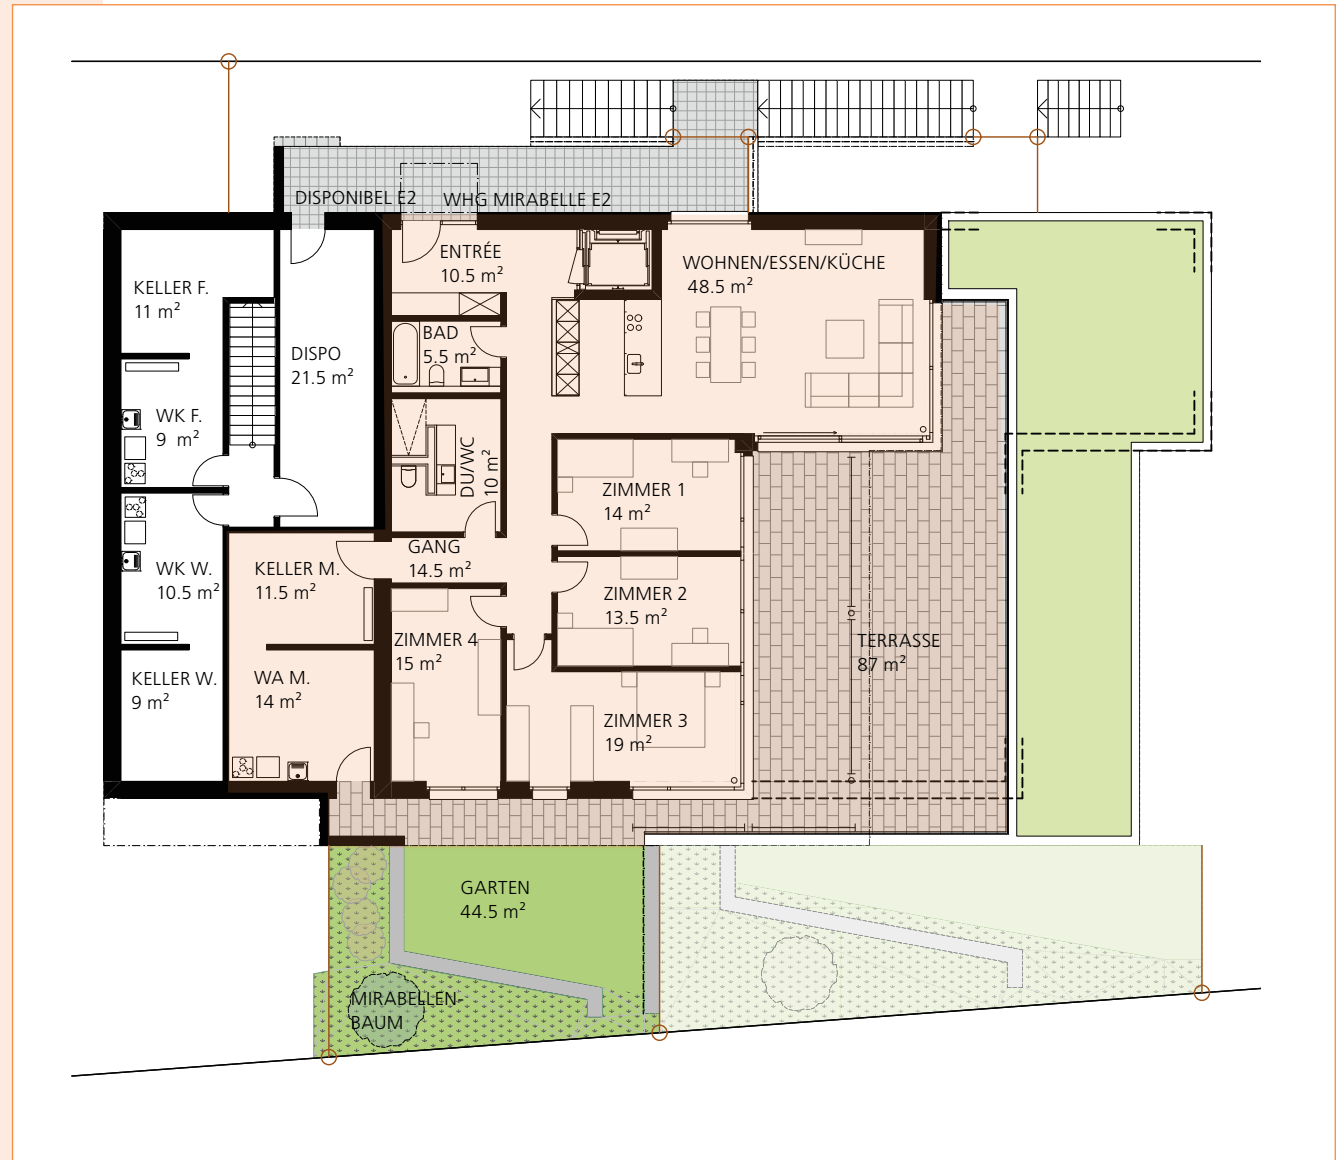 DISPONIBEL E2
WHG MIRABELLE E2
ENTRÉE
10.5 m²
WOHNEN/ESSEN/KÜCHE
48.5 m²
KELLER F.
11 m²
BAD
5.5 m²
DISPO
21.5 m²
WK F.
9 m²
DU/WC
10 m²
ZIMMER 1
14 m²
GANG
14.5 m²
WK W.
10.5 m²
KELLER M.
11.5 m²
ZIMMER 2
13.5 m²
ZIMMER 4
15 m²
TERRASSE
87 m²
KELLER W.
9 m²
WA M.
14 m²
ZIMMER 3
19 m²
GARTEN
44.5 m²
MIRABELLEN-
BAUM